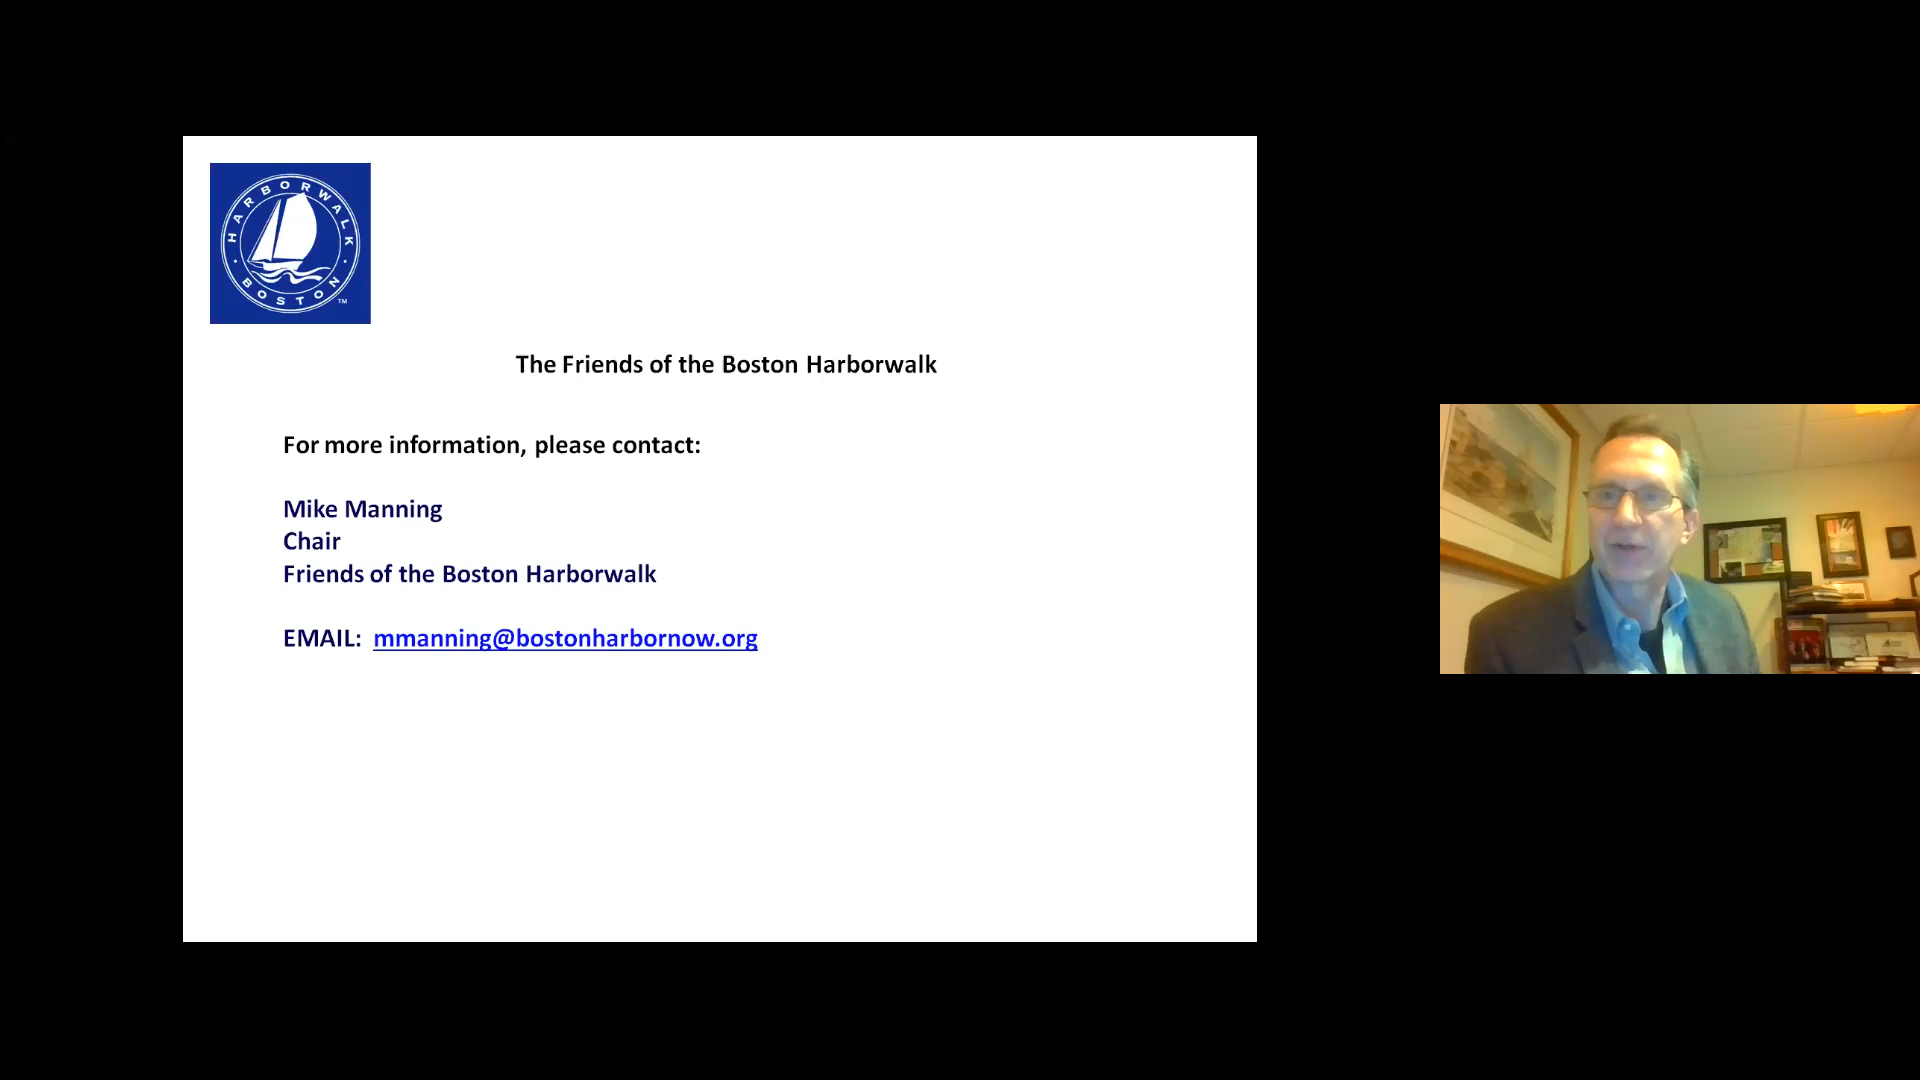 HARBORWALK
BOSTON
TM
The Friends of the Boston Harborwalk
For more information, please contact:
Mike Manning
Chair
Friends of the Boston Harborwalk
EMAIL: mmanning@bostonharbornow.org